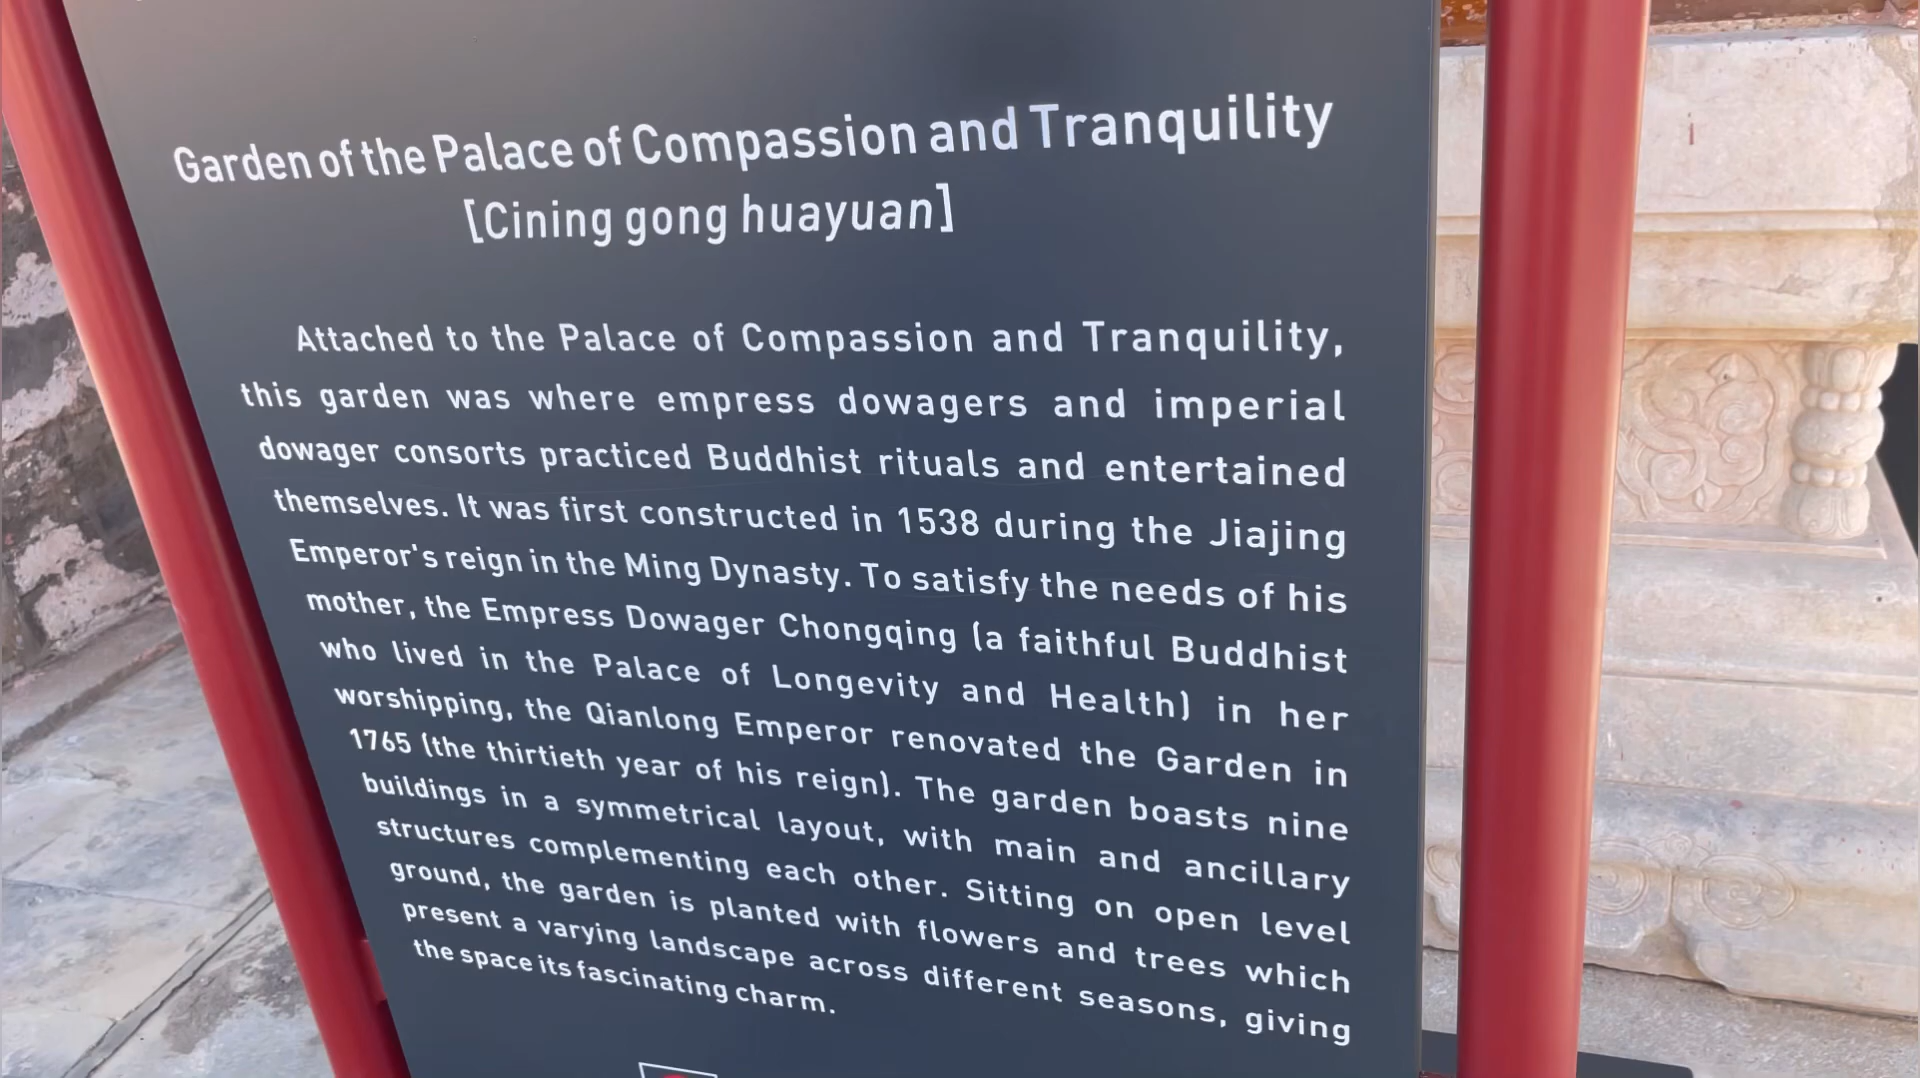 Garden of the Palace of Compassion and Tranquility
[Cining gong huayuan]
Attached to the Palace of Compassion and Tranquility,
this garden was where empress dowagers and imperial
dowager consorts practiced Buddhist rituals and entertained
themselves. It was first constructed in 1538 during the Jiajing
Emperor's reign in the Ming Dynasty. To satisfy the needs of his
mother, the Empress Dowager Chongqing (a faithful Buddhist
who lived in the Palace of Longevity and Health) in her
worshipping, the Qianlong Emperor renovated the Garden in
1765 (the thirtieth year of his reign). The garden boasts nine
buildings in a symmetrical layout, with main and ancillary
structures complementing each other. Sitting on open level
ground, the garden is planted with flowers and trees which
present a varying landscape across different seasons, giving
the space its fascinating charm.